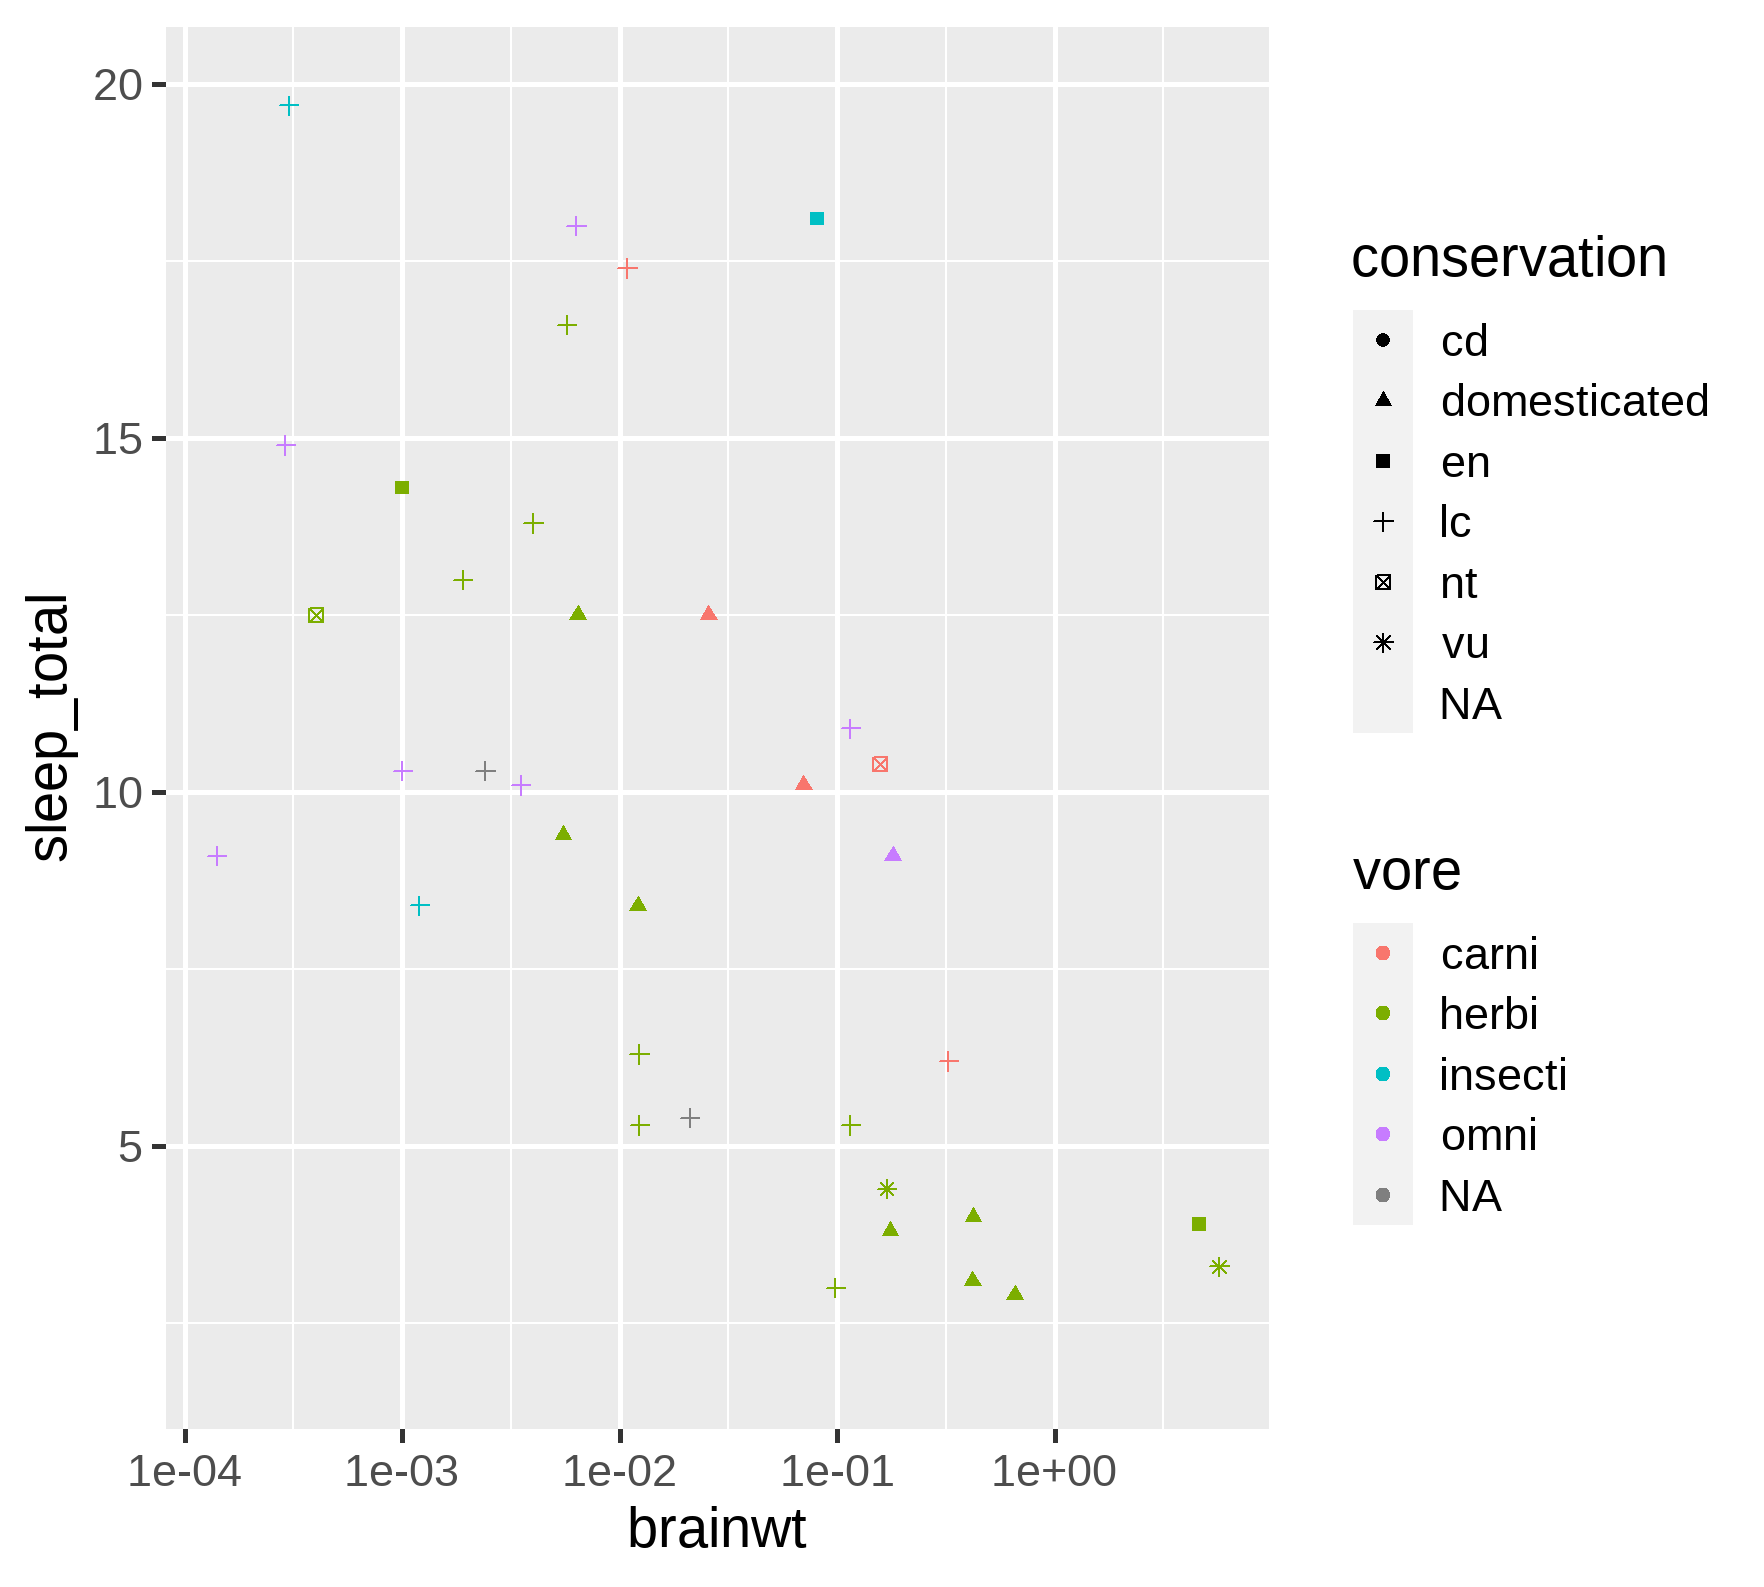 20
15
10
5
sleep_total
1e-04 1e-03 1e-02 1e-01 1e+00
brainwt
conservation
cd
domesticated
en
lc
nt
vu
NA
vore
carni
herbi
insecti
omni
NA